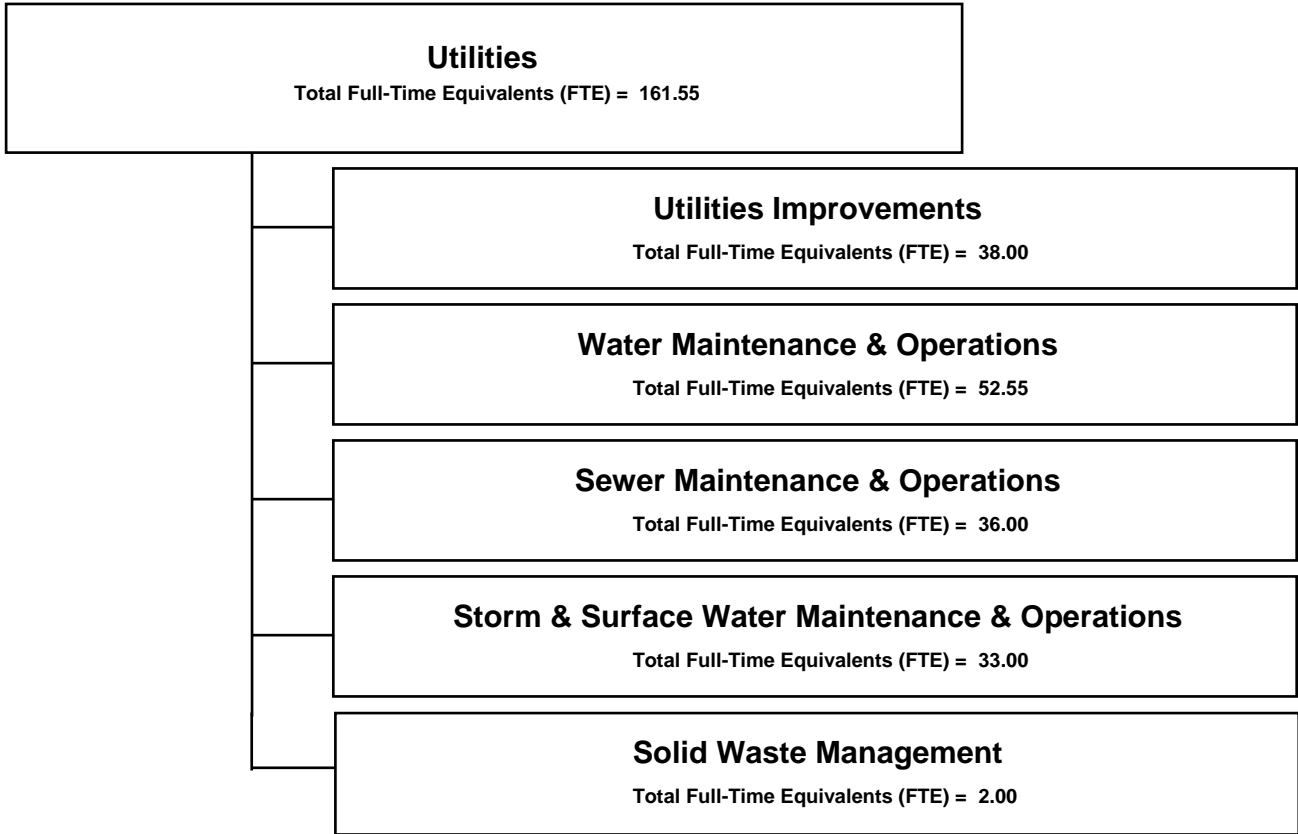 Utilities
Total Full-Time Equivalents (FTE) = 161.55
Utilities Improvements
Total Full-Time Equivalents (FTE) = 38.00
Water Maintenance & Operations
Total Full-Time Equivalents (FTE) = 52.55
Sewer Maintenance & Operations
Total Full-Time Equivalents (FTE) = 36.00
Storm & Surface Water Maintenance & Operations
Total Full-Time Equivalents (FTE) = 33.00
Solid Waste Management
Total Full-Time Equivalents (FTE) = 2.00